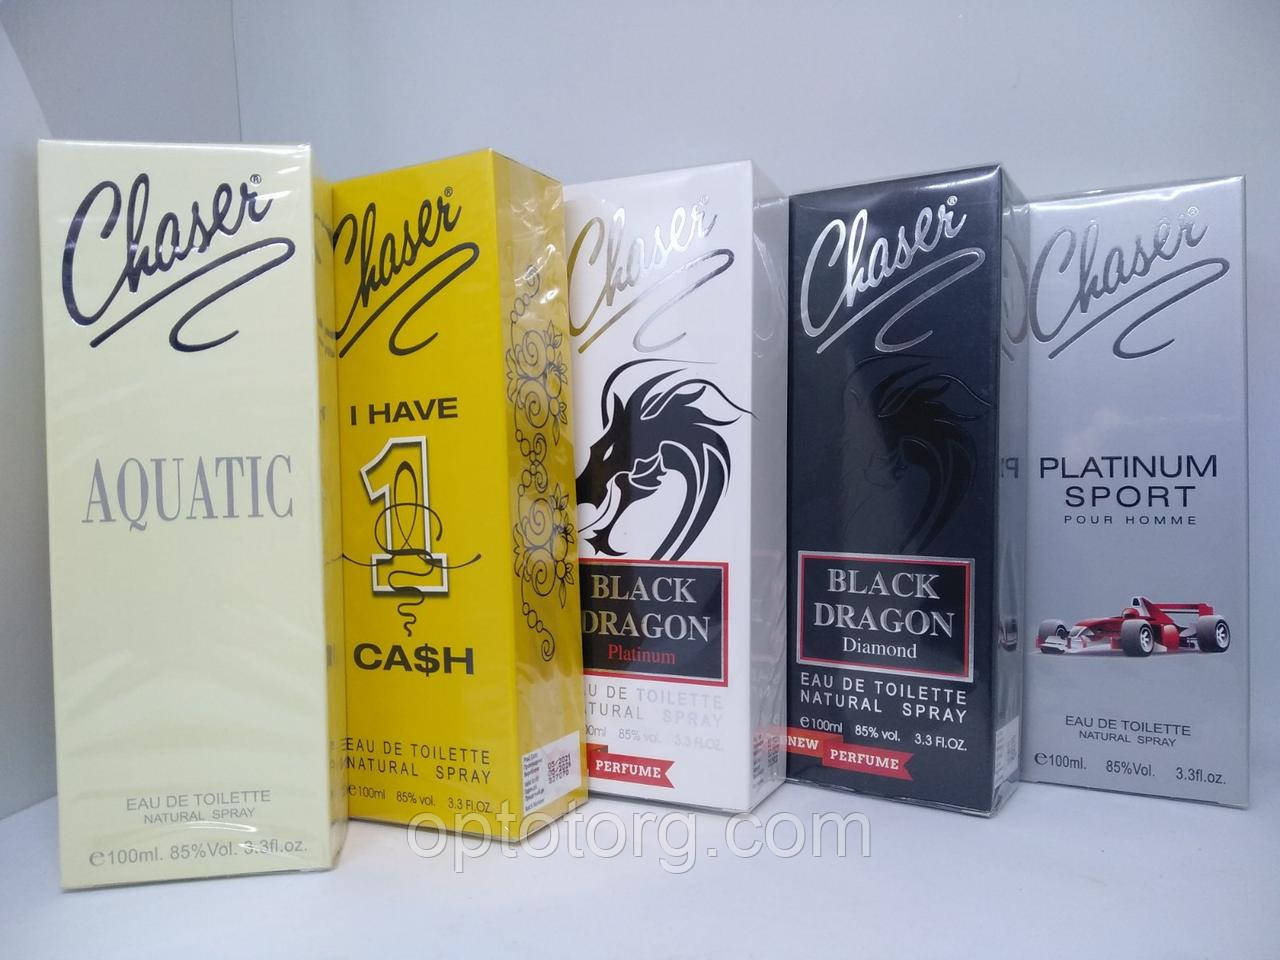 Chaser®
AQUATIC
EAU DE TOILETTE
NATURAL SPRAY
℮100ml. 85%Vol. 3.3fl.oz.
Chaser®
I HAVE
1
CA$H
EAU DE TOILETTE
NATURAL SPRAY
℮100ml 85% Vol. 3.3 Fl.OZ.
Chaser®
BLACK
DRAGON
Platinum
EAU DE TOILETTE
NATURAL SPRAY
85% vol. 3.3 Fl.OZ.
PERFUME
Chaser®
BLACK
DRAGON
Diamond
EAU DE TOILETTE
NATURAL SPRAY
℮100ml 85% vol. 3.3 Fl.OZ.
NEW PERFUME
Chaser®
PLATINUM
SPORT
POUR HOMME
EAU DE TOILETTE
NATURAL SPRAY
℮100ml. 85%Vol. 3.3fl.oz.
optotorg.com